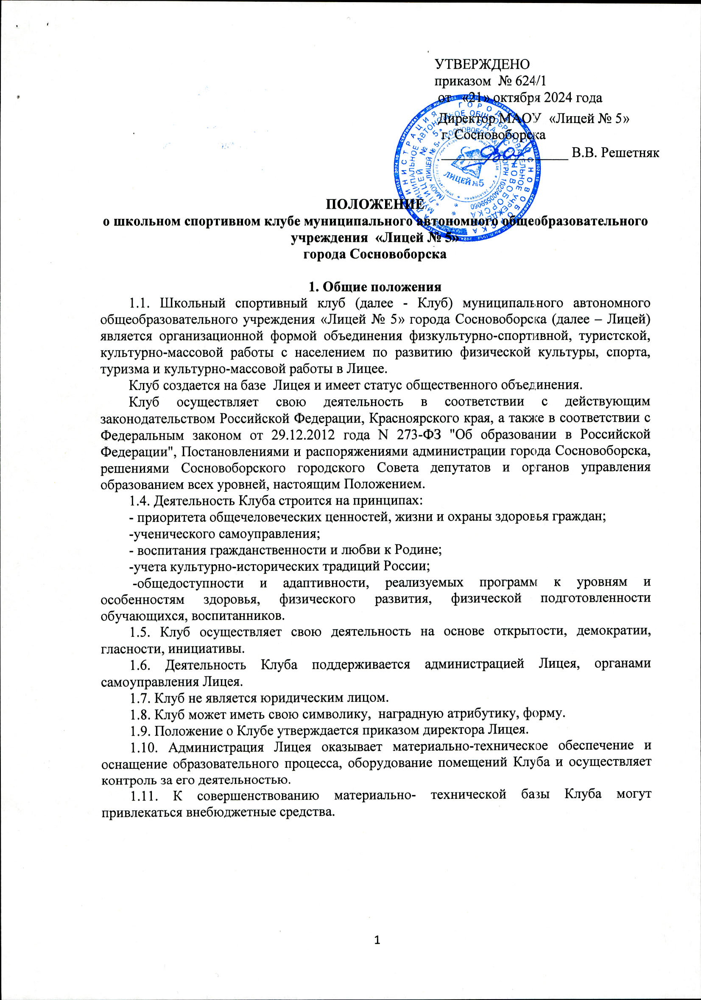 УТВЕРЖДЕНО
приказом № 624/1
от «21» октября 2024 года
Директор МАОУ «Лицей № 5»
г. Сосновоборска
В.В. Решетняк
ЛИЦЕЙ №5
ПОЛОЖЕНИЕ
о школьном спортивном клубе муниципального автономного общеобразовательного
учреждения «Лицей № 5»
города Сосновоборска
1. Общие положения
1.1. Школьный спортивный клуб (далее - Клуб) муниципального автономного
общеобразовательного учреждения «Лицей № 5» города Сосновоборска (далее – Лицей)
является организационной формой объединения физкультурно-спортивной, туристской,
культурно-массовой работы с населением по развитию физической культуры, спорта,
туризма и культурно-массовой работы в Лицее.
Клуб создается на базе Лицея и имеет статус общественного объединения.
Клуб осуществляет свою деятельность в соответствии с действующим
законодательством Российской Федерации, Красноярского края, а также в соответствии с
Федеральным законом от 29.12.2012 года N 273-ФЗ "Об образовании в Российской
Федерации", Постановлениями и распоряжениями администрации города Сосновоборска,
решениями Сосновоборского городского Совета депутатов и органов управления
образованием всех уровней, настоящим Положением.
1.4. Деятельность Клуба строится на принципах:
- приоритета общечеловеческих ценностей, жизни и охраны здоровья граждан;
-ученического самоуправления;
- воспитания гражданственности и любви к Родине;
-учета культурно-исторических традиций России;
-общедоступности и адаптивности, реализуемых программ к уровням и
особенностям здоровья, физического развития, физической подготовленности
обучающихся, воспитанников.
1.5. Клуб осуществляет свою деятельность на основе открытости, демократии,
гласности, инициативы.
1.6. Деятельность Клуба поддерживается администрацией Лицея, органами
самоуправления Лицея.
1.7. Клуб не является юридическим лицом.
1.8. Клуб может иметь свою символику, наградную атрибутику, форму.
1.9. Положение о Клубе утверждается приказом директора Лицея.
1.10. Администрация Лицея оказывает материально-техническое обеспечение и
оснащение образовательного процесса, оборудование помещений Клуба и осуществляет
контроль за его деятельностью.
1.11. К совершенствованию материально- технической базы Клуба могут
привлекаться внебюджетные средства.
1